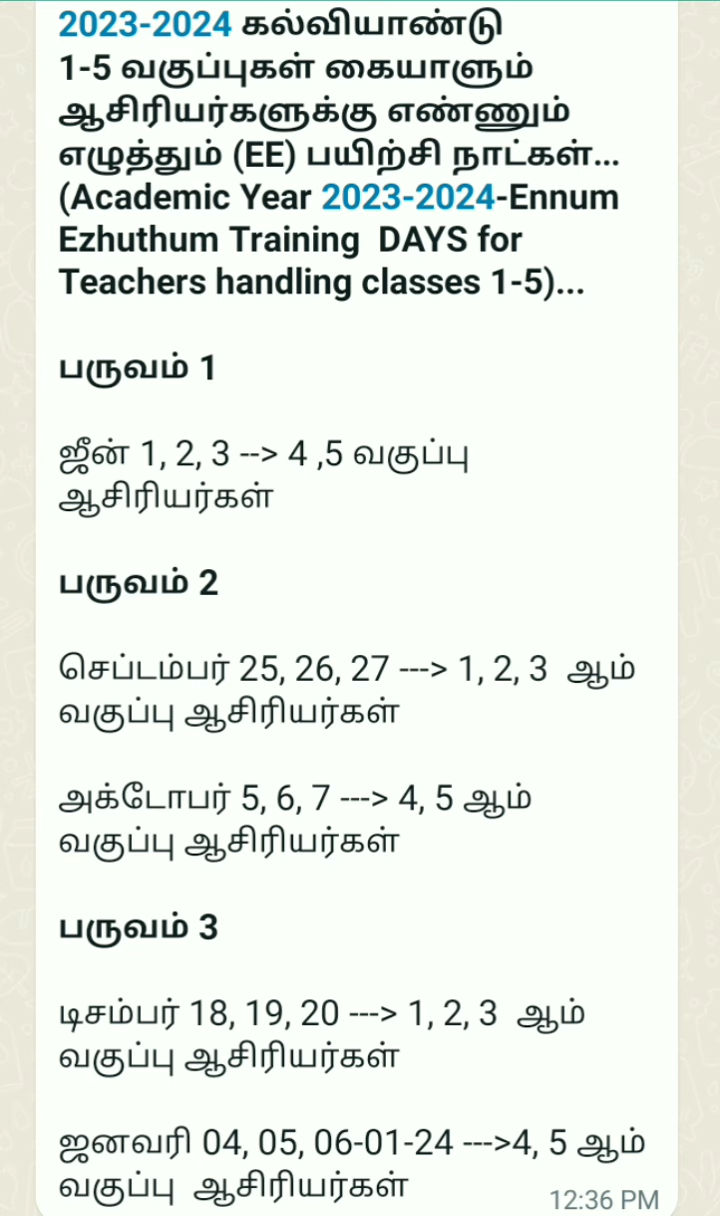 2023-2024 கல்வியாண்டு
1-5 வகுப்புகள் கையாளும்
ஆசிரியர்களுக்கு எண்ணும்
எழுத்தும் (EE) பயிற்சி நாட்கள்...
(Academic Year 2023-2024-Ennum
Ezhuthum Training DAYS for
Teachers handling classes 1-5)...
பருவம் 1
ஜீன் 1, 2, 3 --> 4 ,5 வகுப்பு
ஆசிரியர்கள்
பருவம் 2
செப்டம்பர் 25, 26, 27 ---> 1, 2, 3 ஆம்
வகுப்பு ஆசிரியர்கள்
அக்டோபர் 5, 6, 7 ---> 4, 5 ஆம்
வகுப்பு ஆசிரியர்கள்
பருவம் 3
டிசம்பர் 18, 19, 20 ---> 1, 2, 3 ஆம்
வகுப்பு ஆசிரியர்கள்
ஜனவரி 04, 05, 06-01-24 --->4, 5 ஆம்
வகுப்பு ஆசிரியர்கள்
12:36 PM